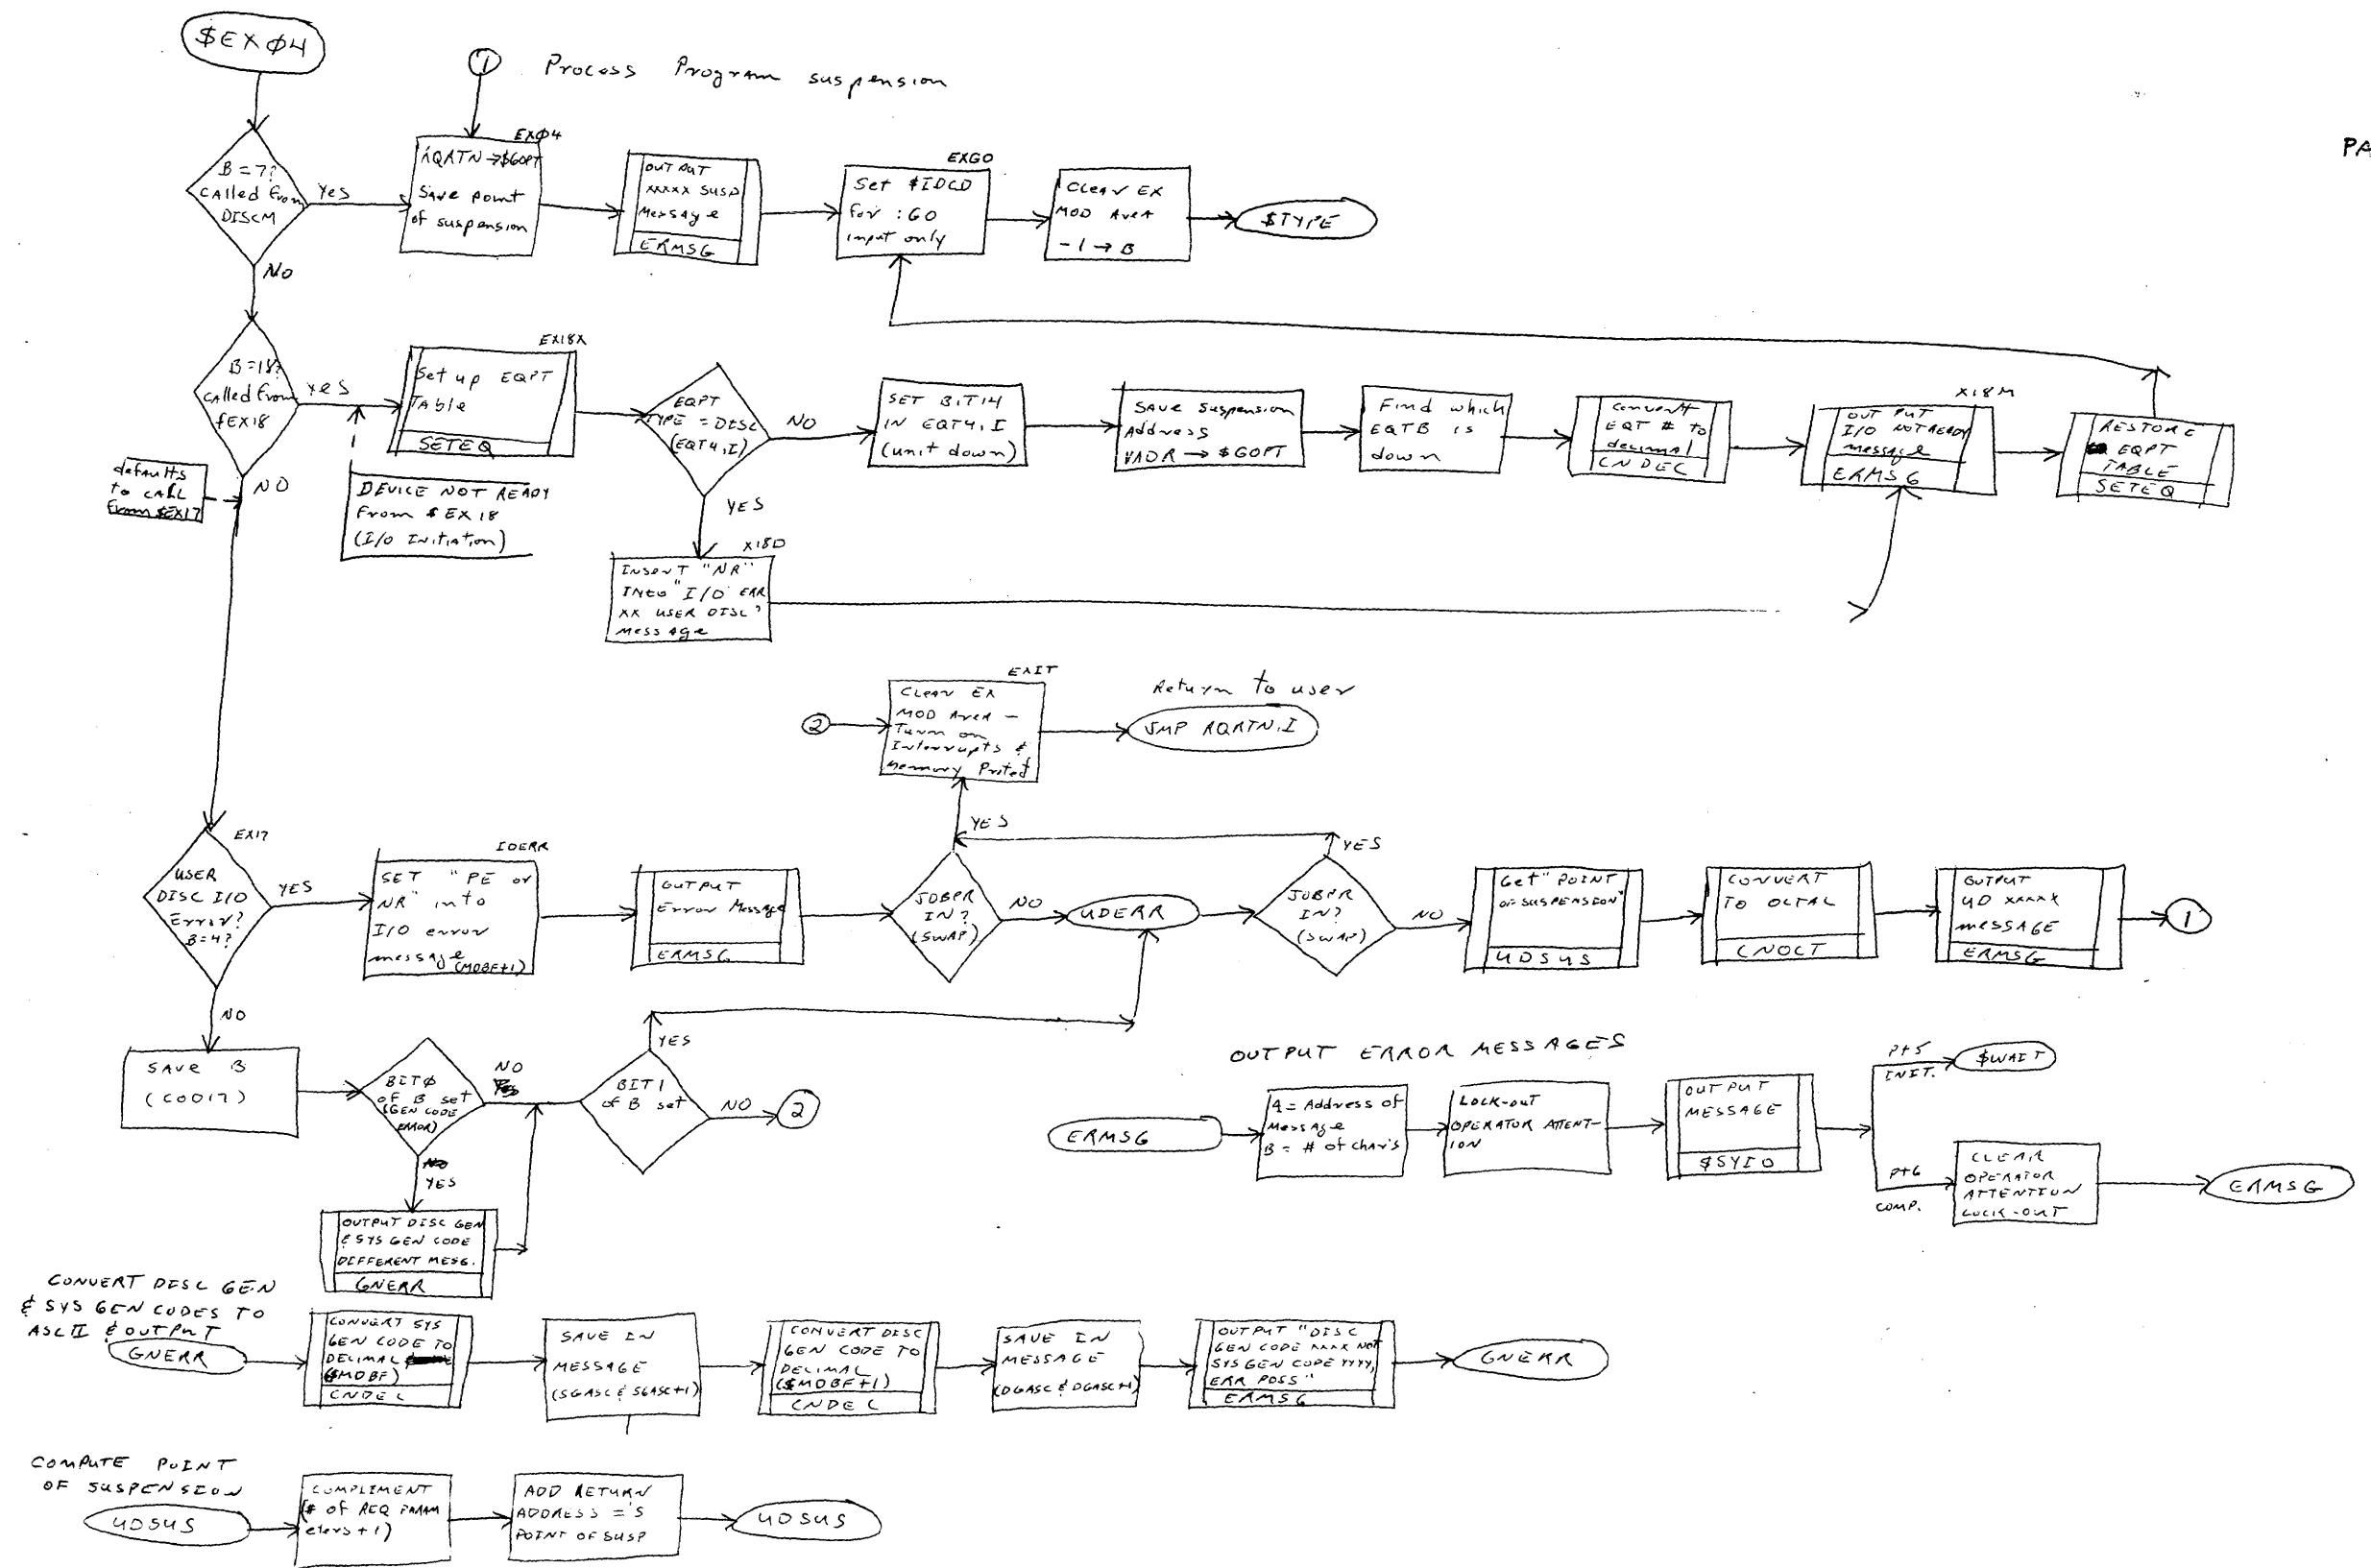 $EXØ4
① Process Program suspension
PA
B=7?
CAlled from
DISCM
Yes
NO
EXØ4
RQRTN→$GOPT
Save point
of suspension
OUTPUT
xxxxx SUSP
Message
ERMSG
EXGO
Set $IDCD
for :GO
input only
Clear EX
MOD AreA
-1→B
$TYPE
B=18?
CAlled from
$EX18
yes
NO
defaults
to CALL
from $EX17
DEVICE NOT READY
From $EX18
(I/O Initiation)
EX18X
Set up EQPT
TAble
SETEQ
EQPT
TYPE=DISC
(EQT4,I)
NO
YES
SET BIT14
IN EQT4,I
(unit down)
SAVE Suspension
Address
VADR→$GOPT
Find which
EQTB is
down
Convert
EQT # to
decimal
CNDEC
X18M
OUTPUT
I/O NOT READY
message
ERMSG
RESTORE
EQPT
TABLE
SETEQ
X18D
INSERT "NR"
INto "I/O ERR
XX USER DISC"
Message
EXIT
② 
Clear EX
MOD AreA –
Turn on
Interrupts &
Memory Protect
Return to user
JMP RQRTN,I
EX17
USER
DISC I/O
Error?
B=4?
YES
NO
IOERR
SET "PE or
NR" into
I/O error
message (MOBF+1)
OUTPUT
Error Message
ERMSG
JOBPR
IN?
(SWAP)
YES
NO
UDERR
JOBPR
IN?
(SWAP)
YES
NO
Get "POINT
OF SUSPENSION"
UDSUS
CONVERT
TO OCTAL
CNOCT
OUTPUT
UD xxxxx
MESSAGE
ERMSG
①
SAVE B
(C0017)
BITØ
of B set
(GEN CODE
ERROR)
NO
YES
BIT1
of B set
YES
NO
②
OUTPUT DISC GEN
& SYS GEN CODE
DIFFERENT MESG.
GNERR
OUTPUT ERROR MESSAGES
ERMSG
A = Address of
Message
B = # of chars
LOCK-OUT
OPERATOR ATTENT-
ION
OUTPUT
MESSAGE
$SYIO
P+5
INIT.
$WAIT
P+6
COMP.
CLEAR
OPERATOR
ATTENTION
LOCK-OUT
ERMSG
CONVERT DISC GEN
& SYS GEN CODES TO
ASCII & OUTPUT
GNERR
CONVERT SYS
GEN CODE TO
DECIMAL
($MOBF)
CNDEC
SAVE IN
MESSAGE
(SGASC & SGASC+1)
CONVERT DISC
GEN CODE TO
DECIMAL
($MOBF+1)
CNDEC
SAVE IN
MESSAGE
(DGASC & DGASC+1)
OUTPUT "DISC
GEN CODE XXXX NOT
SYS GEN CODE YYYY,
ERR POSS"
ERMSG
GNERR
COMPUTE POINT
OF SUSPENSION
UDSUS
COMPLIMENT
(# of REQ PARAM
eters + 1)
ADD RETURN
ADDRESS ='S
POINT OF SUSP
UDSUS